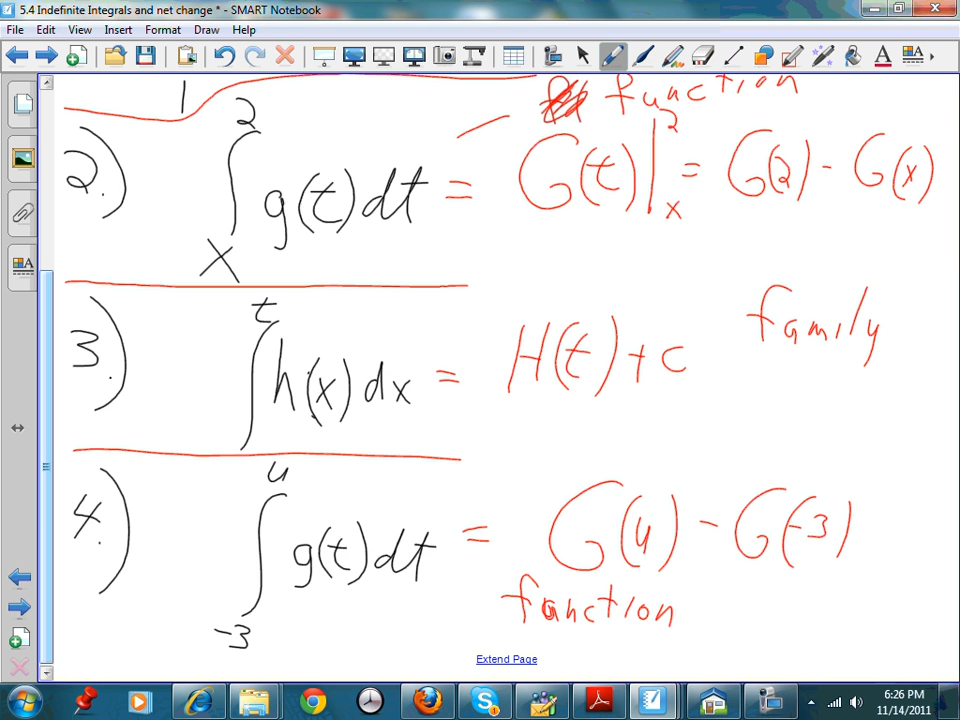 5.4 Indefinite Integrals and net change * - SMART Notebook
File Edit View Insert Format Draw Help
1
function
2.) ∫_x^2 g(t)dt = G(t)|_x^2 = G(2) - G(x)
3.) ∫^t h(x)dx = H(t)+c family
4.) ∫_-3^u g(t)dt = G(u) - G(-3)
function
Extend Page
6:26 PM
11/14/2011